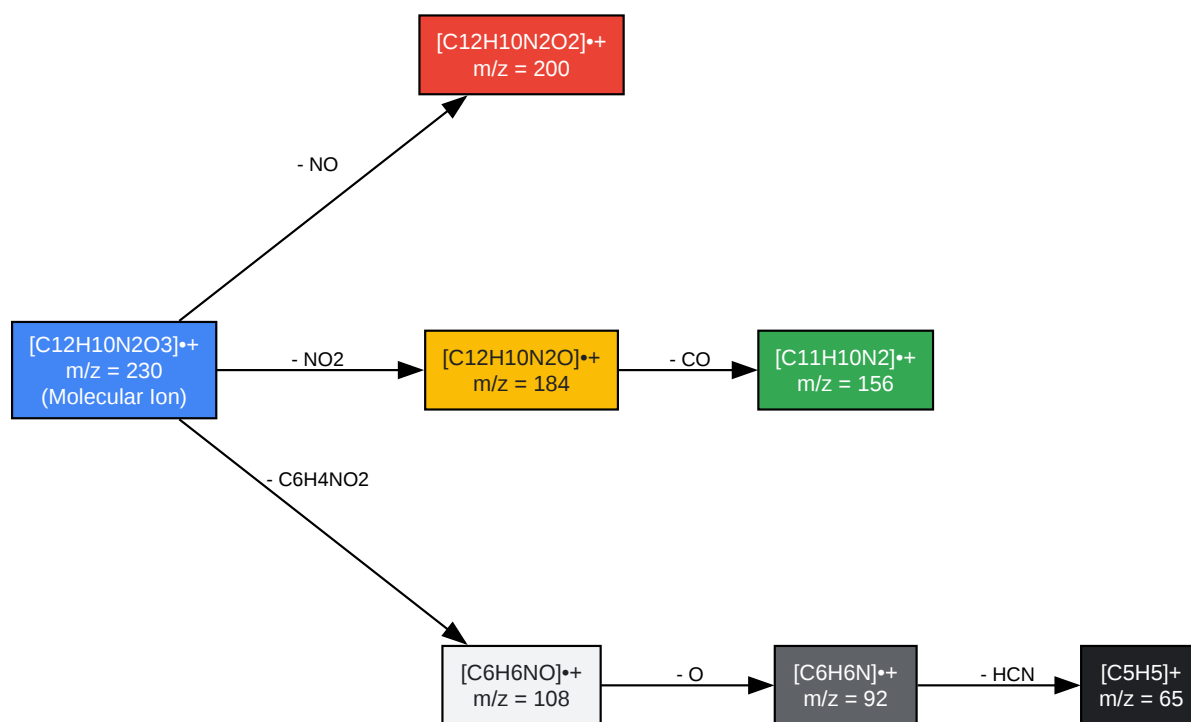 [C12H10N2O2]•+
m/z = 200
- NO
[C12H10N2O3]•+
m/z = 230
(Molecular Ion)
- NO2
[C12H10N2O]•+
m/z = 184
- CO
[C11H10N2]•+
m/z = 156
- C6H4NO2
[C6H6NO]•+
m/z = 108
- O
[C6H6N]•+
m/z = 92
- HCN
[C5H5]+
m/z = 65